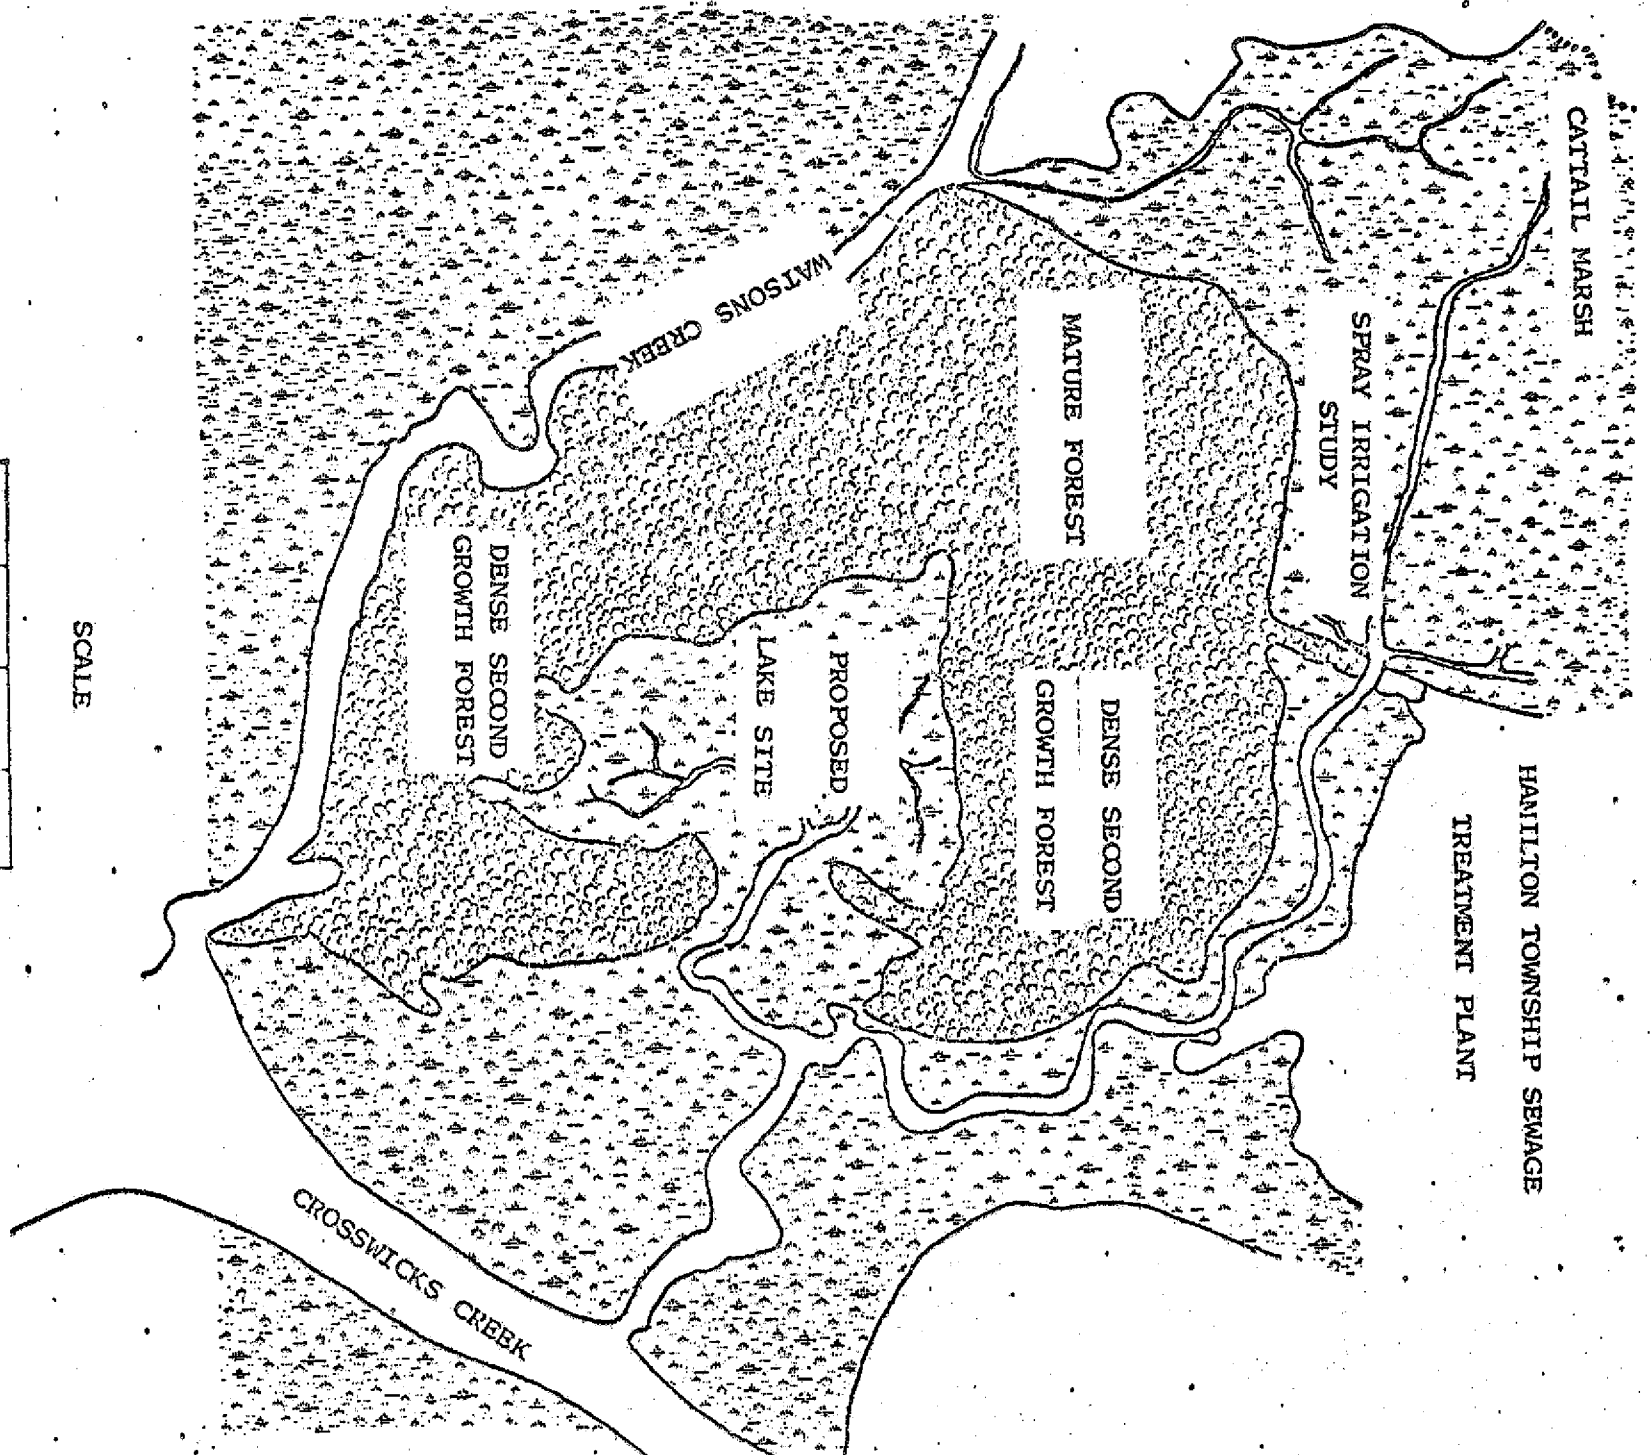 CATTAIL MARSH
HAMILTON TOWNSHIP SEWAGE
TREATMENT PLANT
SPRAY IRRIGATION
STUDY
MATURE FOREST
DENSE SECOND
GROWTH FOREST
PROPOSED
LAKE SITE
WATSONS CREEK
DENSE SECOND
GROWTH FOREST
CROSSWICKS CREEK
SCALE